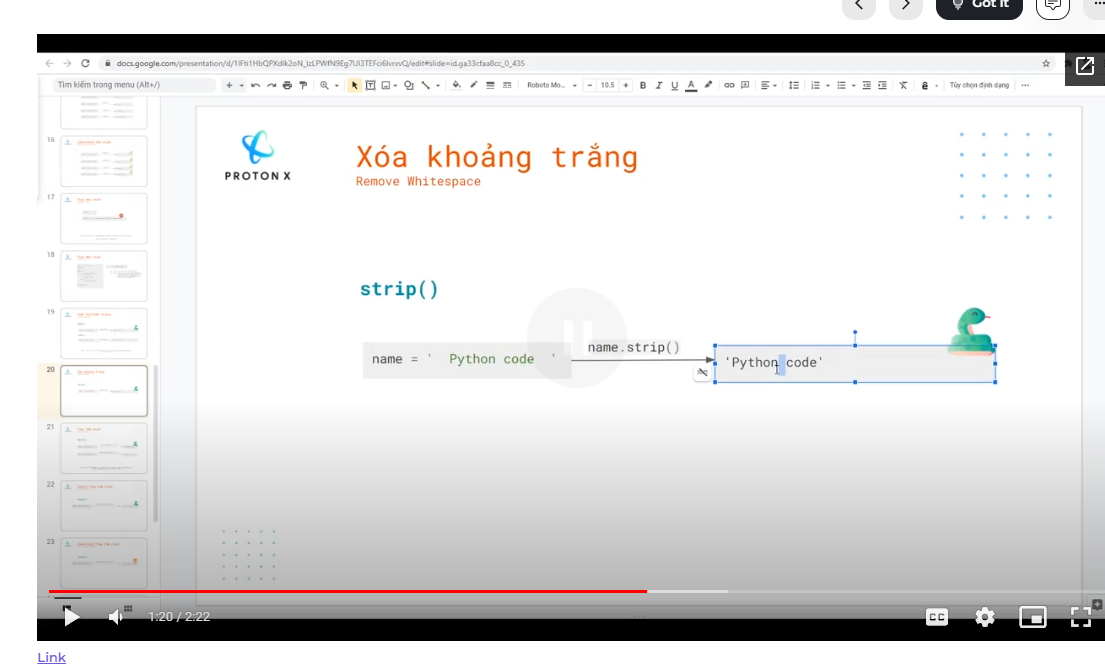 Got it
docs.google.com/presentation/d/1lFti1HbQPXdlk2oN_tzLPWfN9Eg7Ul3TEFci6lvnxvQ/edit#slide=id.ga33cfaa8cc_0_435
Tìm kiếm trong menu (Alt+/)
Roboto Mo...
10.5
Tùy chọn định dạng
16
17
18
19
20
21
22
23
PROTON X
Xóa khoảng trắng
Remove Whitespace
strip()
name = '  Python code  '
name.strip()
'Python code'
1:20 / 2:22
CC
Link